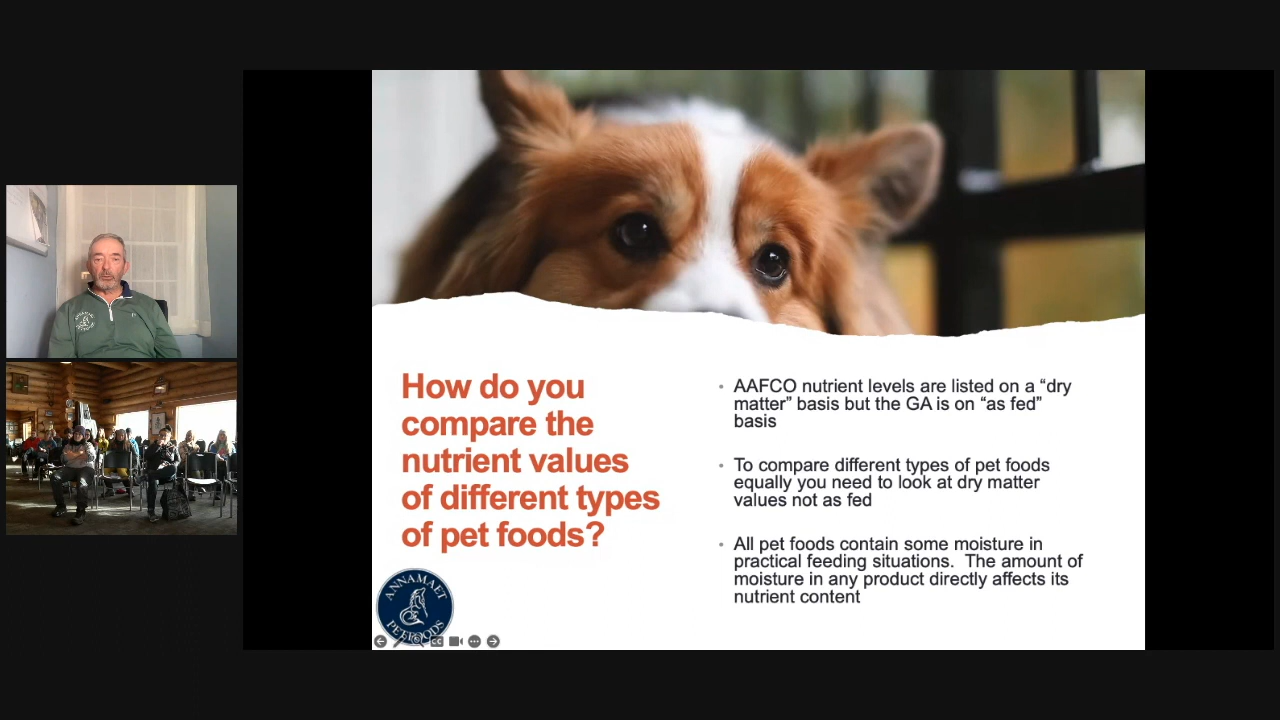 How do you
compare the
nutrient values
of different types
of pet foods?
• AAFCO nutrient levels are listed on a “dry
matter” basis but the GA is on “as fed”
basis
• To compare different types of pet foods
equally you need to look at dry matter
values not as fed
• All pet foods contain some moisture in
practical feeding situations.  The amount of
moisture in any product directly affects its
nutrient content
ANNAMAET
PETFOODS
CC